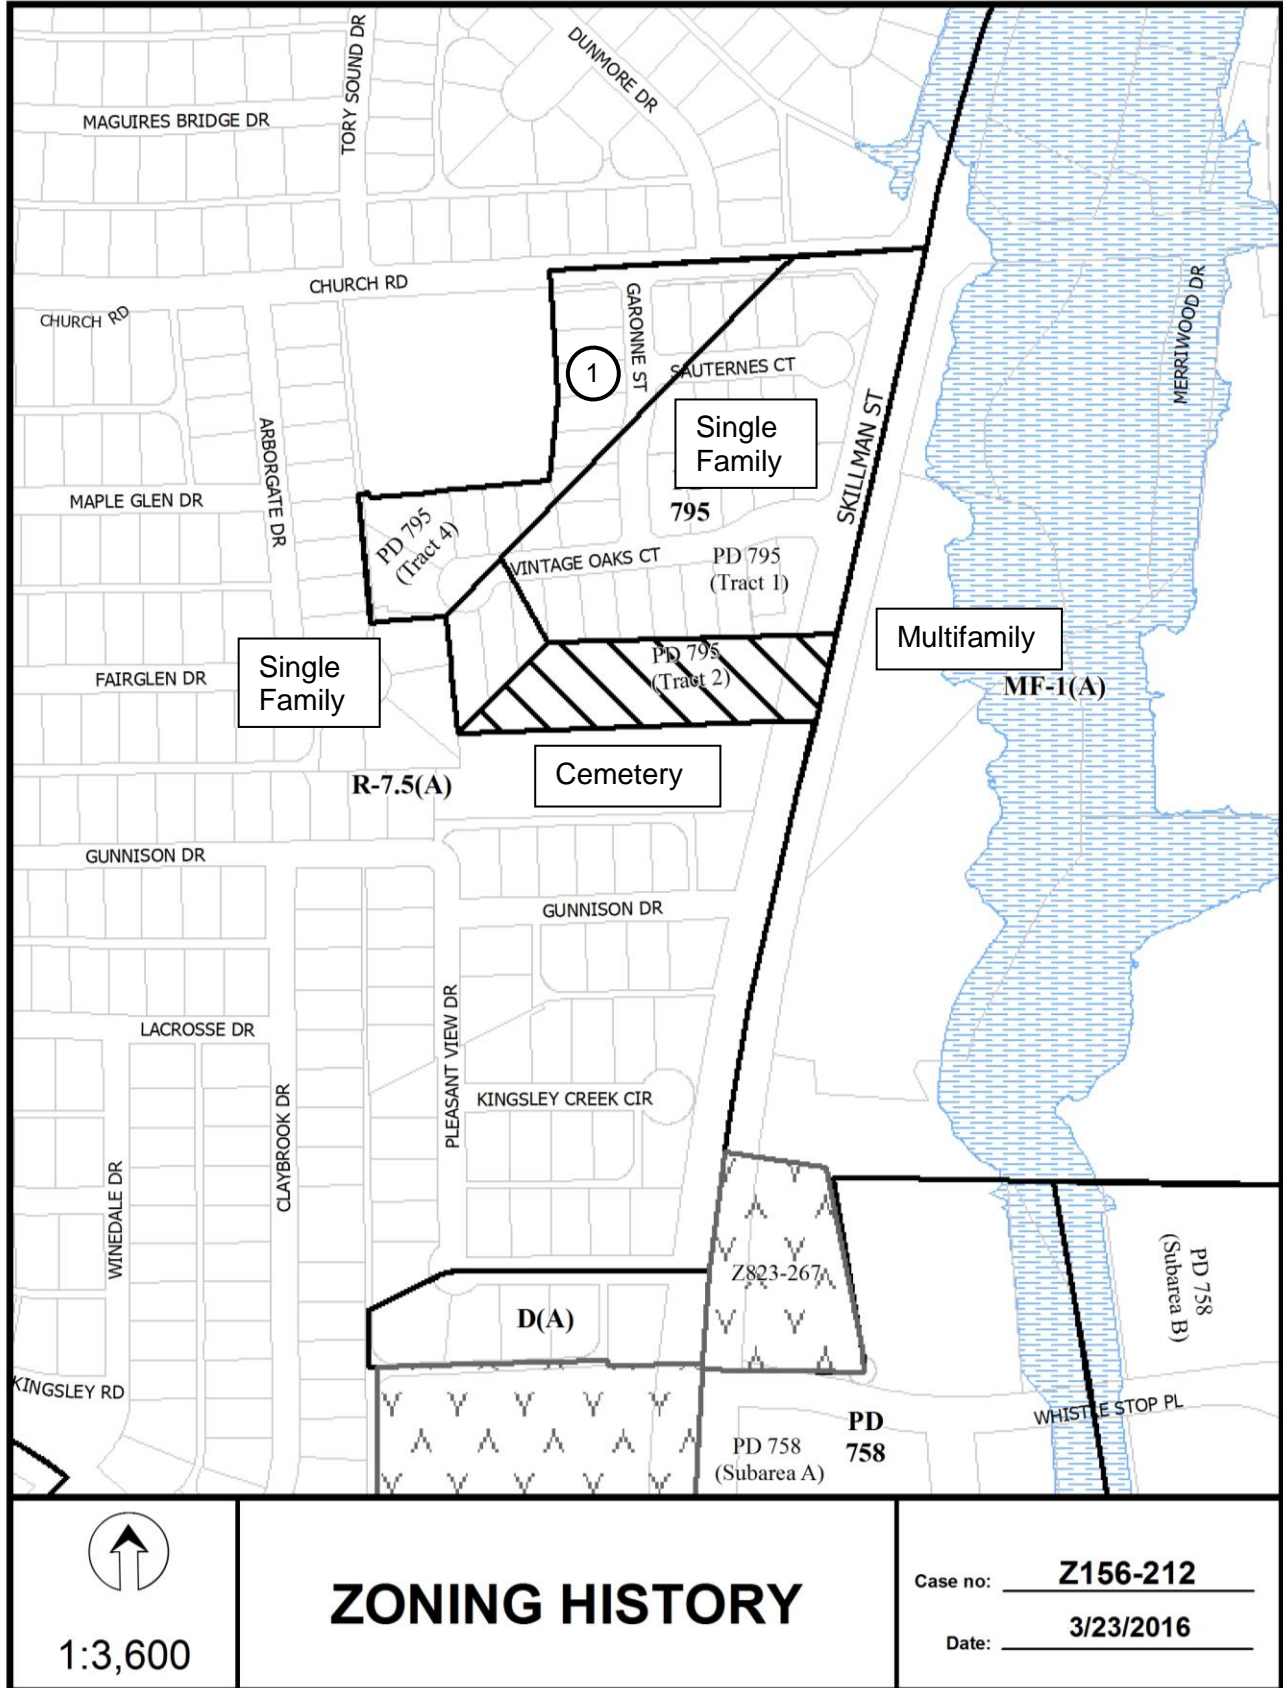 TORY SOUND DR
DUNMORE DR
MAGUIRES BRIDGE DR
CHURCH RD
CHURCH RD
GARONNE ST
MERRIWOOD DR
1
SAUTERNES CT
Single
Family
SKILLMAN ST
ARBORGATE DR
MAPLE GLEN DR
795
PD 795
(Tract 4)
VINTAGE OAKS CT
PD 795
(Tract 1)
Multifamily
MF-1(A)
PD 795
(Tract 2)
Single
Family
FAIRGLEN DR
Cemetery
R-7.5(A)
GUNNISON DR
GUNNISON DR
LACROSSE DR
PLEASANT VIEW DR
KINGSLEY CREEK CIR
CLAYBROOK DR
WINEDALE DR
Z823-267
PD 758
(Subarea B)
D(A)
KINGSLEY RD
WHISTLE STOP PL
PD
758
PD 758
(Subarea A)
1:3,600
ZONING HISTORY
Case no: Z156-212
Date: 3/23/2016